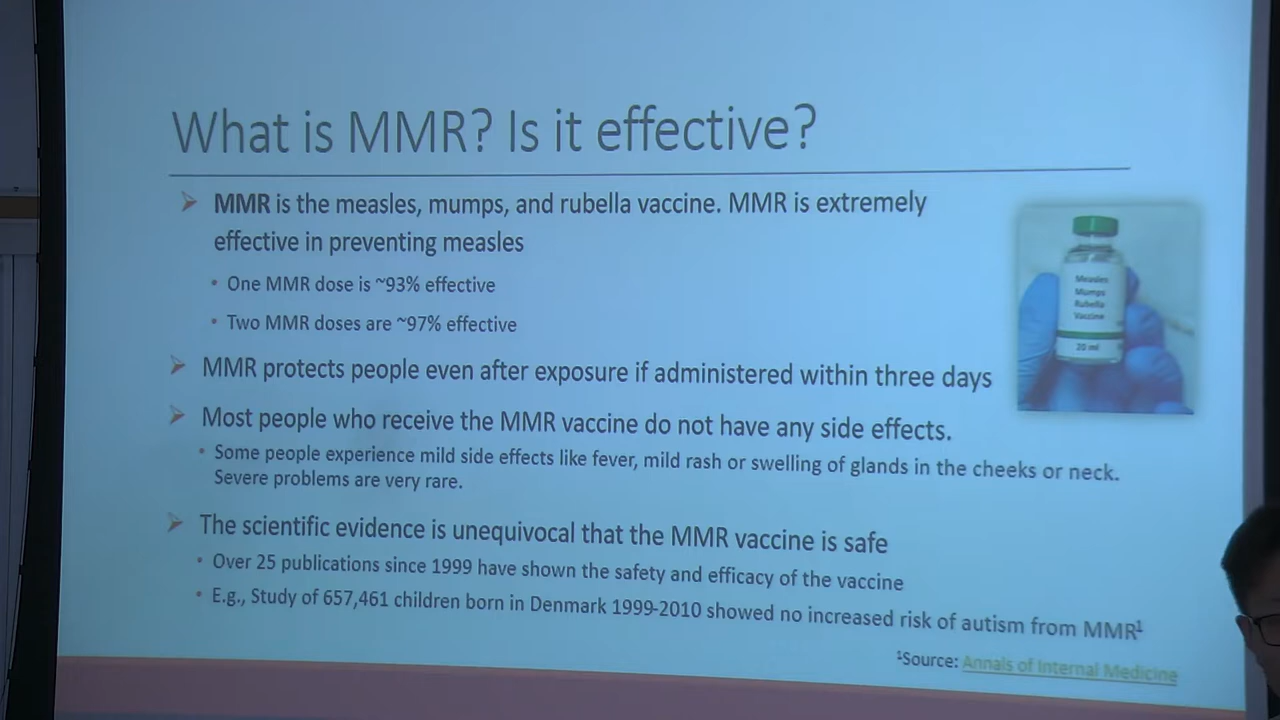 What is MMR? Is it effective?
➢ MMR is the measles, mumps, and rubella vaccine. MMR is extremely
effective in preventing measles
• One MMR dose is ~93% effective
• Two MMR doses are ~97% effective
➢ MMR protects people even after exposure if administered within three days
➢ Most people who receive the MMR vaccine do not have any side effects.
• Some people experience mild side effects like fever, mild rash or swelling of glands in the cheeks or neck.
Severe problems are very rare.
➢ The scientific evidence is unequivocal that the MMR vaccine is safe
• Over 25 publications since 1999 have shown the safety and efficacy of the vaccine
• E.g., Study of 657,461 children born in Denmark 1999-2010 showed no increased risk of autism from MMR¹
¹Source: Annals of Internal Medicine
Measles
Mumps
Rubella
Vaccine
20 ml